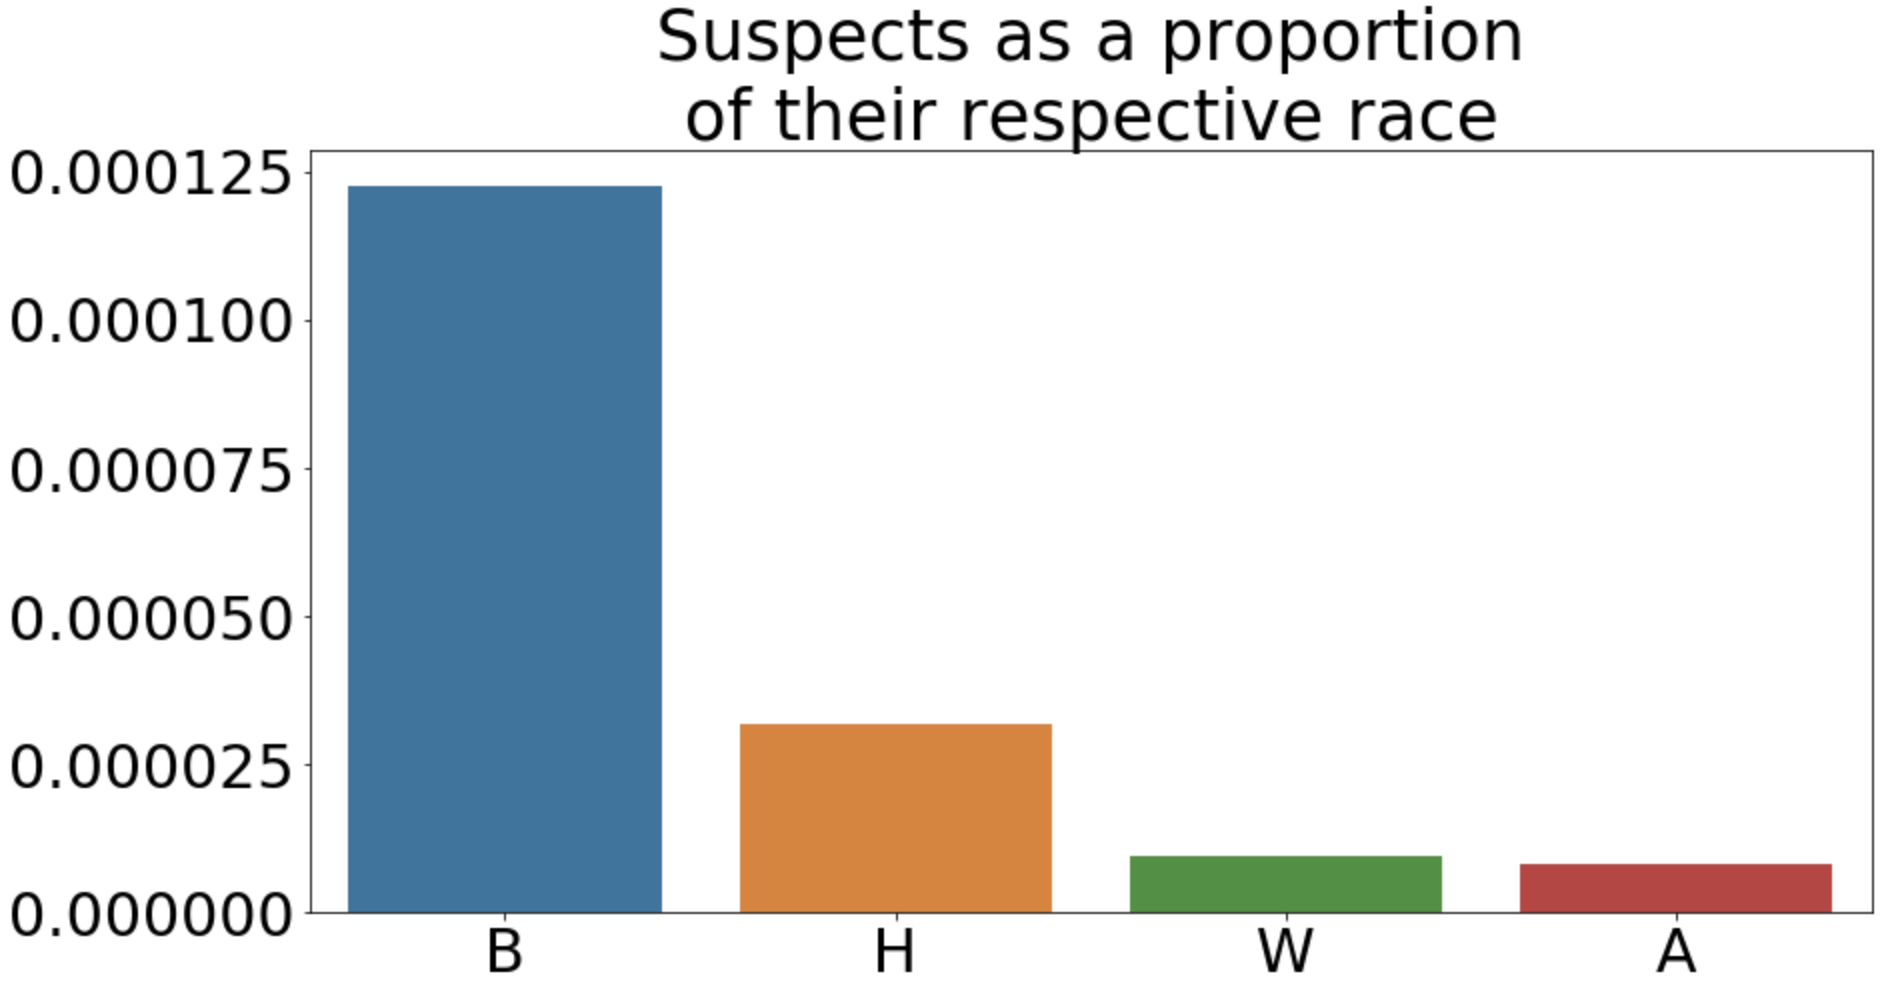 Suspects as a proportion
of their respective race
0.000125
0.000100
0.000075
0.000050
0.000025
0.000000
B H W A